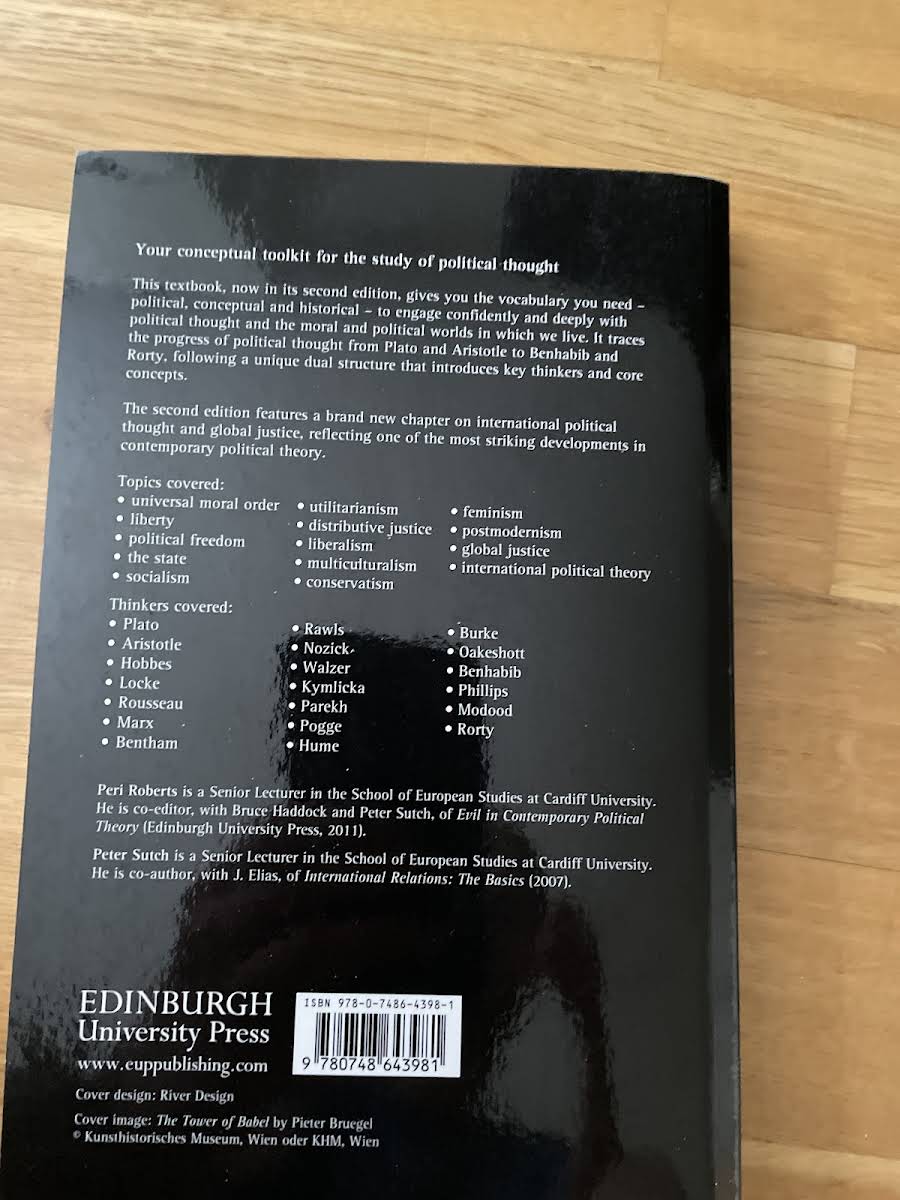 Your conceptual toolkit for the study of political thought
This textbook, now in its second edition, gives you the vocabulary you need –
political, conceptual and historical – to engage confidently and deeply with
political thought and the moral and political worlds in which we live. It traces
the progress of political thought from Plato and Aristotle to Benhabib and
Rorty, following a unique dual structure that introduces key thinkers and core
concepts.
The second edition features a brand new chapter on international political
thought and global justice, reflecting one of the most striking developments in
contemporary political theory.
Topics covered:
• universal moral order
• liberty
• political freedom
• the state
• socialism
• utilitarianism
• distributive justice
• liberalism
• multiculturalism
• conservatism
• feminism
• postmodernism
• global justice
• international political theory
Thinkers covered:
• Plato
• Aristotle
• Hobbes
• Locke
• Rousseau
• Marx
• Bentham
• Rawls
• Nozick
• Walzer
• Kymlicka
• Parekh
• Pogge
• Hume
• Burke
• Oakeshott
• Benhabib
• Phillips
• Modood
• Rorty
Peri Roberts is a Senior Lecturer in the School of European Studies at Cardiff University.
He is co-editor, with Bruce Haddock and Peter Sutch, of Evil in Contemporary Political
Theory (Edinburgh University Press, 2011).
Peter Sutch is a Senior Lecturer in the School of European Studies at Cardiff University.
He is co-author, with J. Elias, of International Relations: The Basics (2007).
EDINBURGH
University Press
www.euppublishing.com
ISBN 978-0-7486-4398-1
9 780748 643981
Cover design: River Design
Cover image: The Tower of Babel by Pieter Bruegel
© Kunsthistorisches Museum, Wien oder KHM, Wien